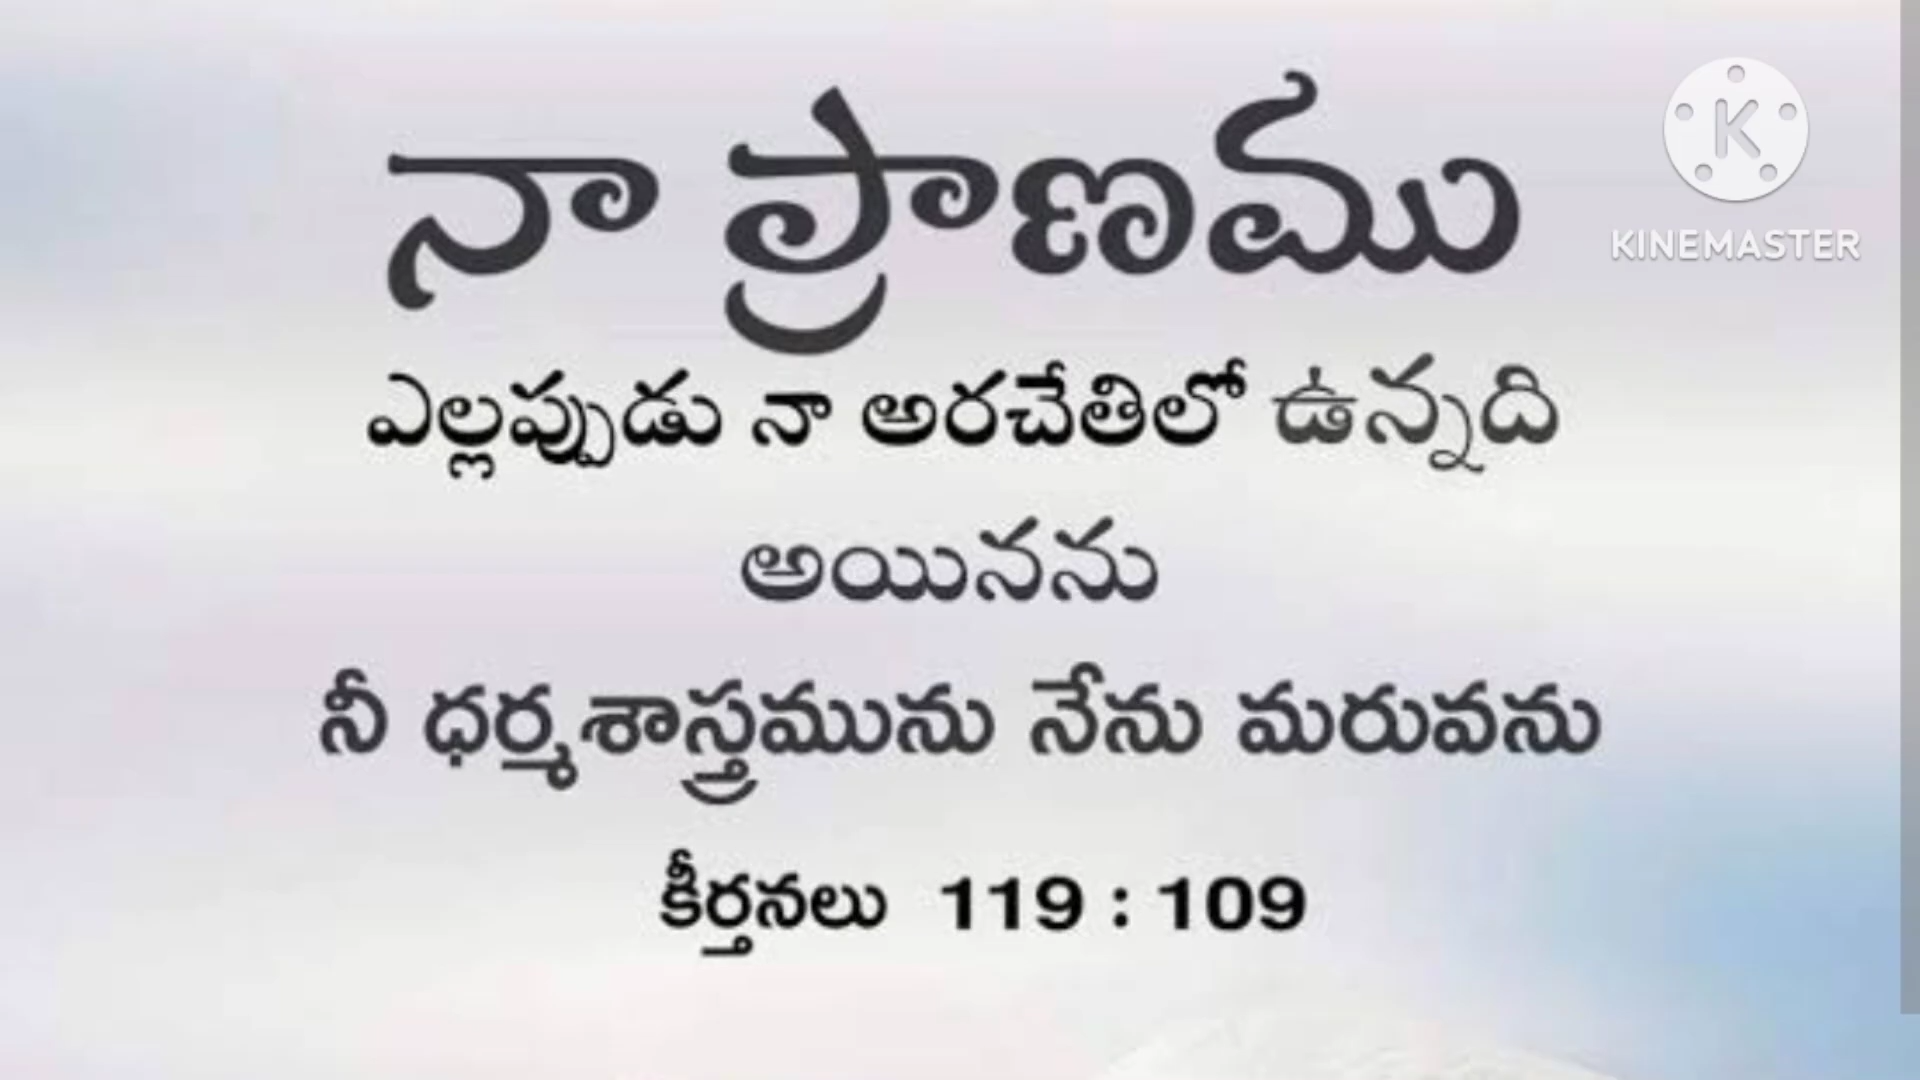 నా ప్రాణము
ఎల్లప్పుడు నా అరచేతిలో ఉన్నది
అయినను
నీ ధర్మశాస్త్రమును నేను మరువను
కీర్తనలు 119 : 109
K
KINEMASTER